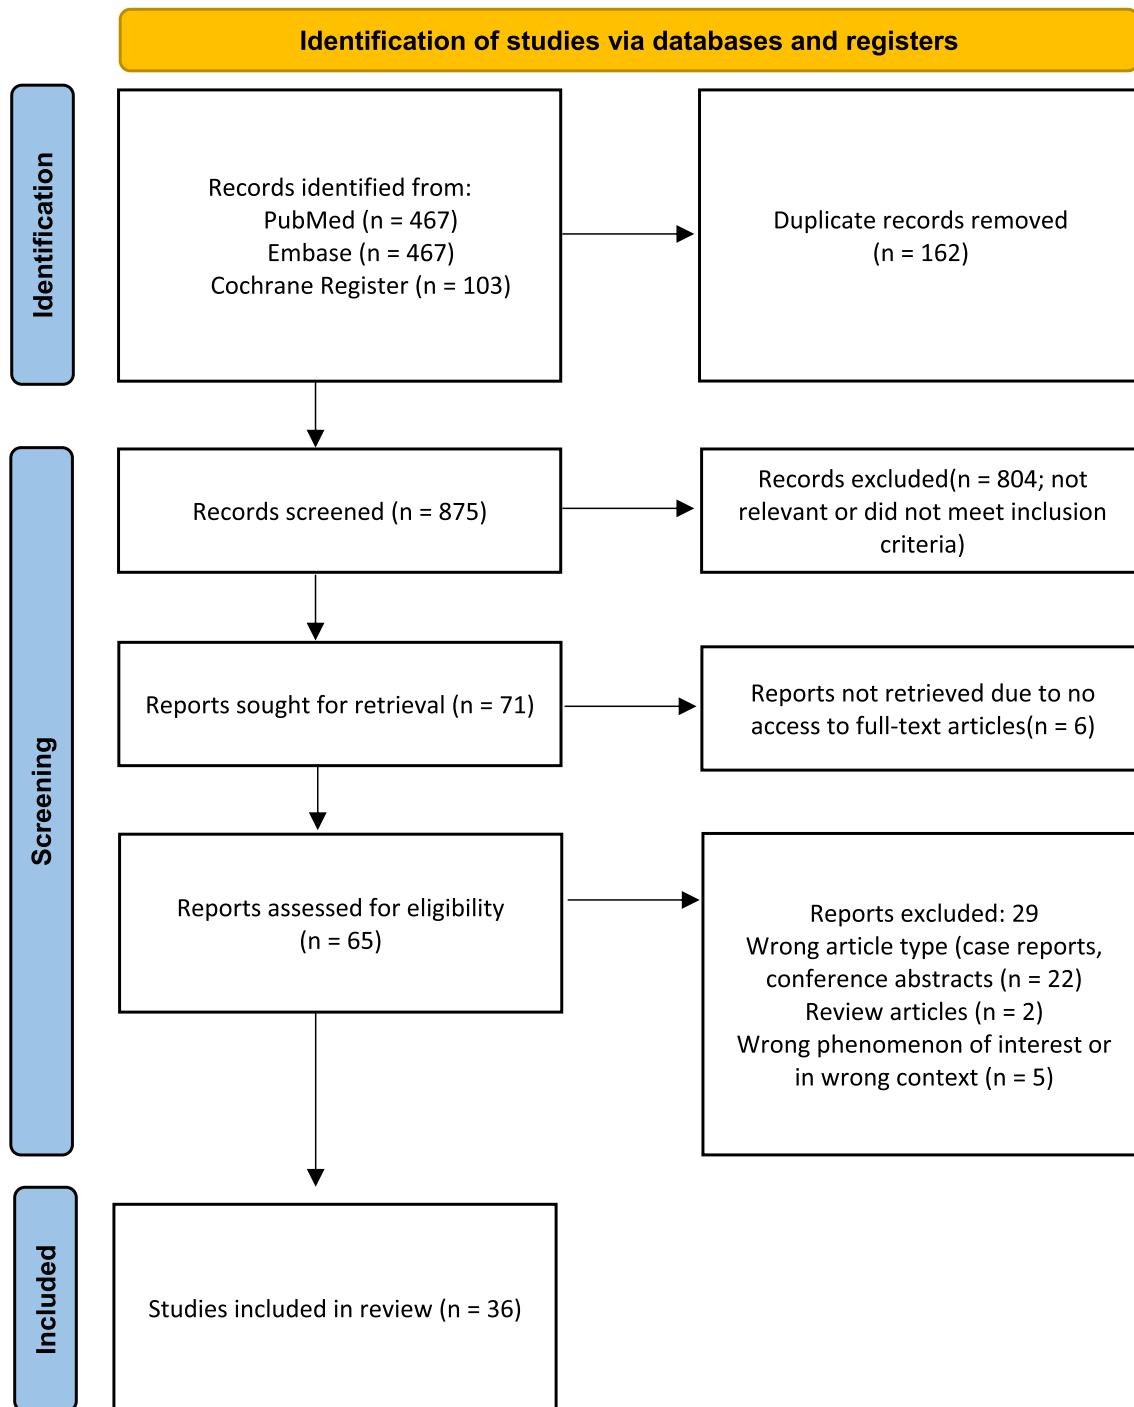 Identification of studies via databases and registers
Identification
Records identified from:
PubMed (n = 467)
Embase (n = 467)
Cochrane Register (n = 103)
Duplicate records removed
(n = 162)
Screening
Records screened (n = 875)
Records excluded(n = 804; not
relevant or did not meet inclusion
criteria)
Reports sought for retrieval (n = 71)
Reports not retrieved due to no
access to full-text articles(n = 6)
Reports assessed for eligibility
(n = 65)
Reports excluded: 29
Wrong article type (case reports,
conference abstracts (n = 22)
Review articles (n = 2)
Wrong phenomenon of interest or
in wrong context (n = 5)
Included
Studies included in review (n = 36)